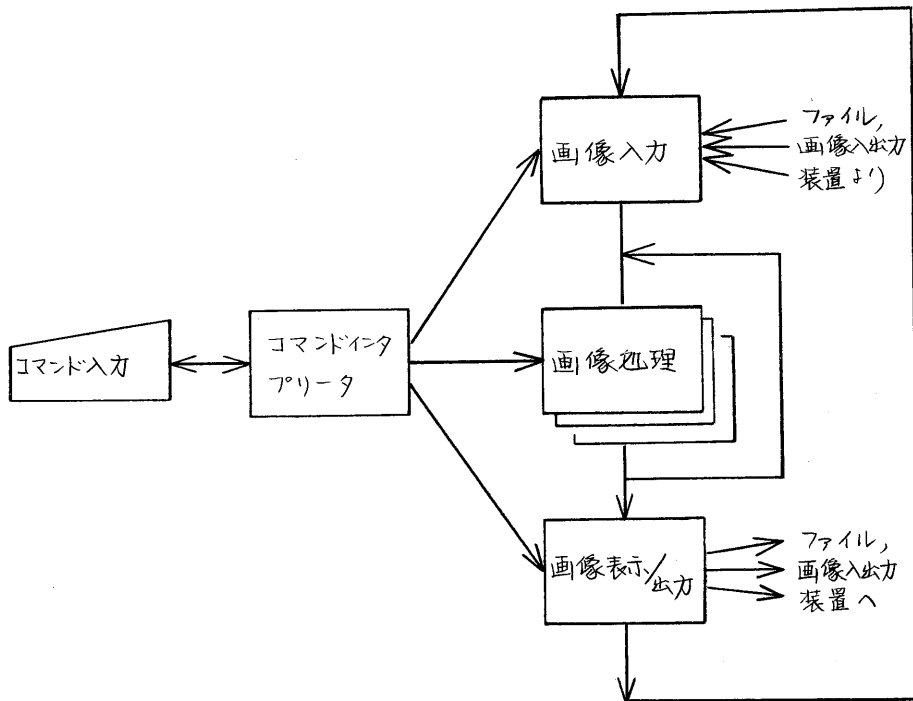 画像入力
ファイル,
画像入出力
装置より
コマンド入力
コマンドインタ
プリータ
画像処理
画像表示/出力
ファイル,
画像入出力
装置へ